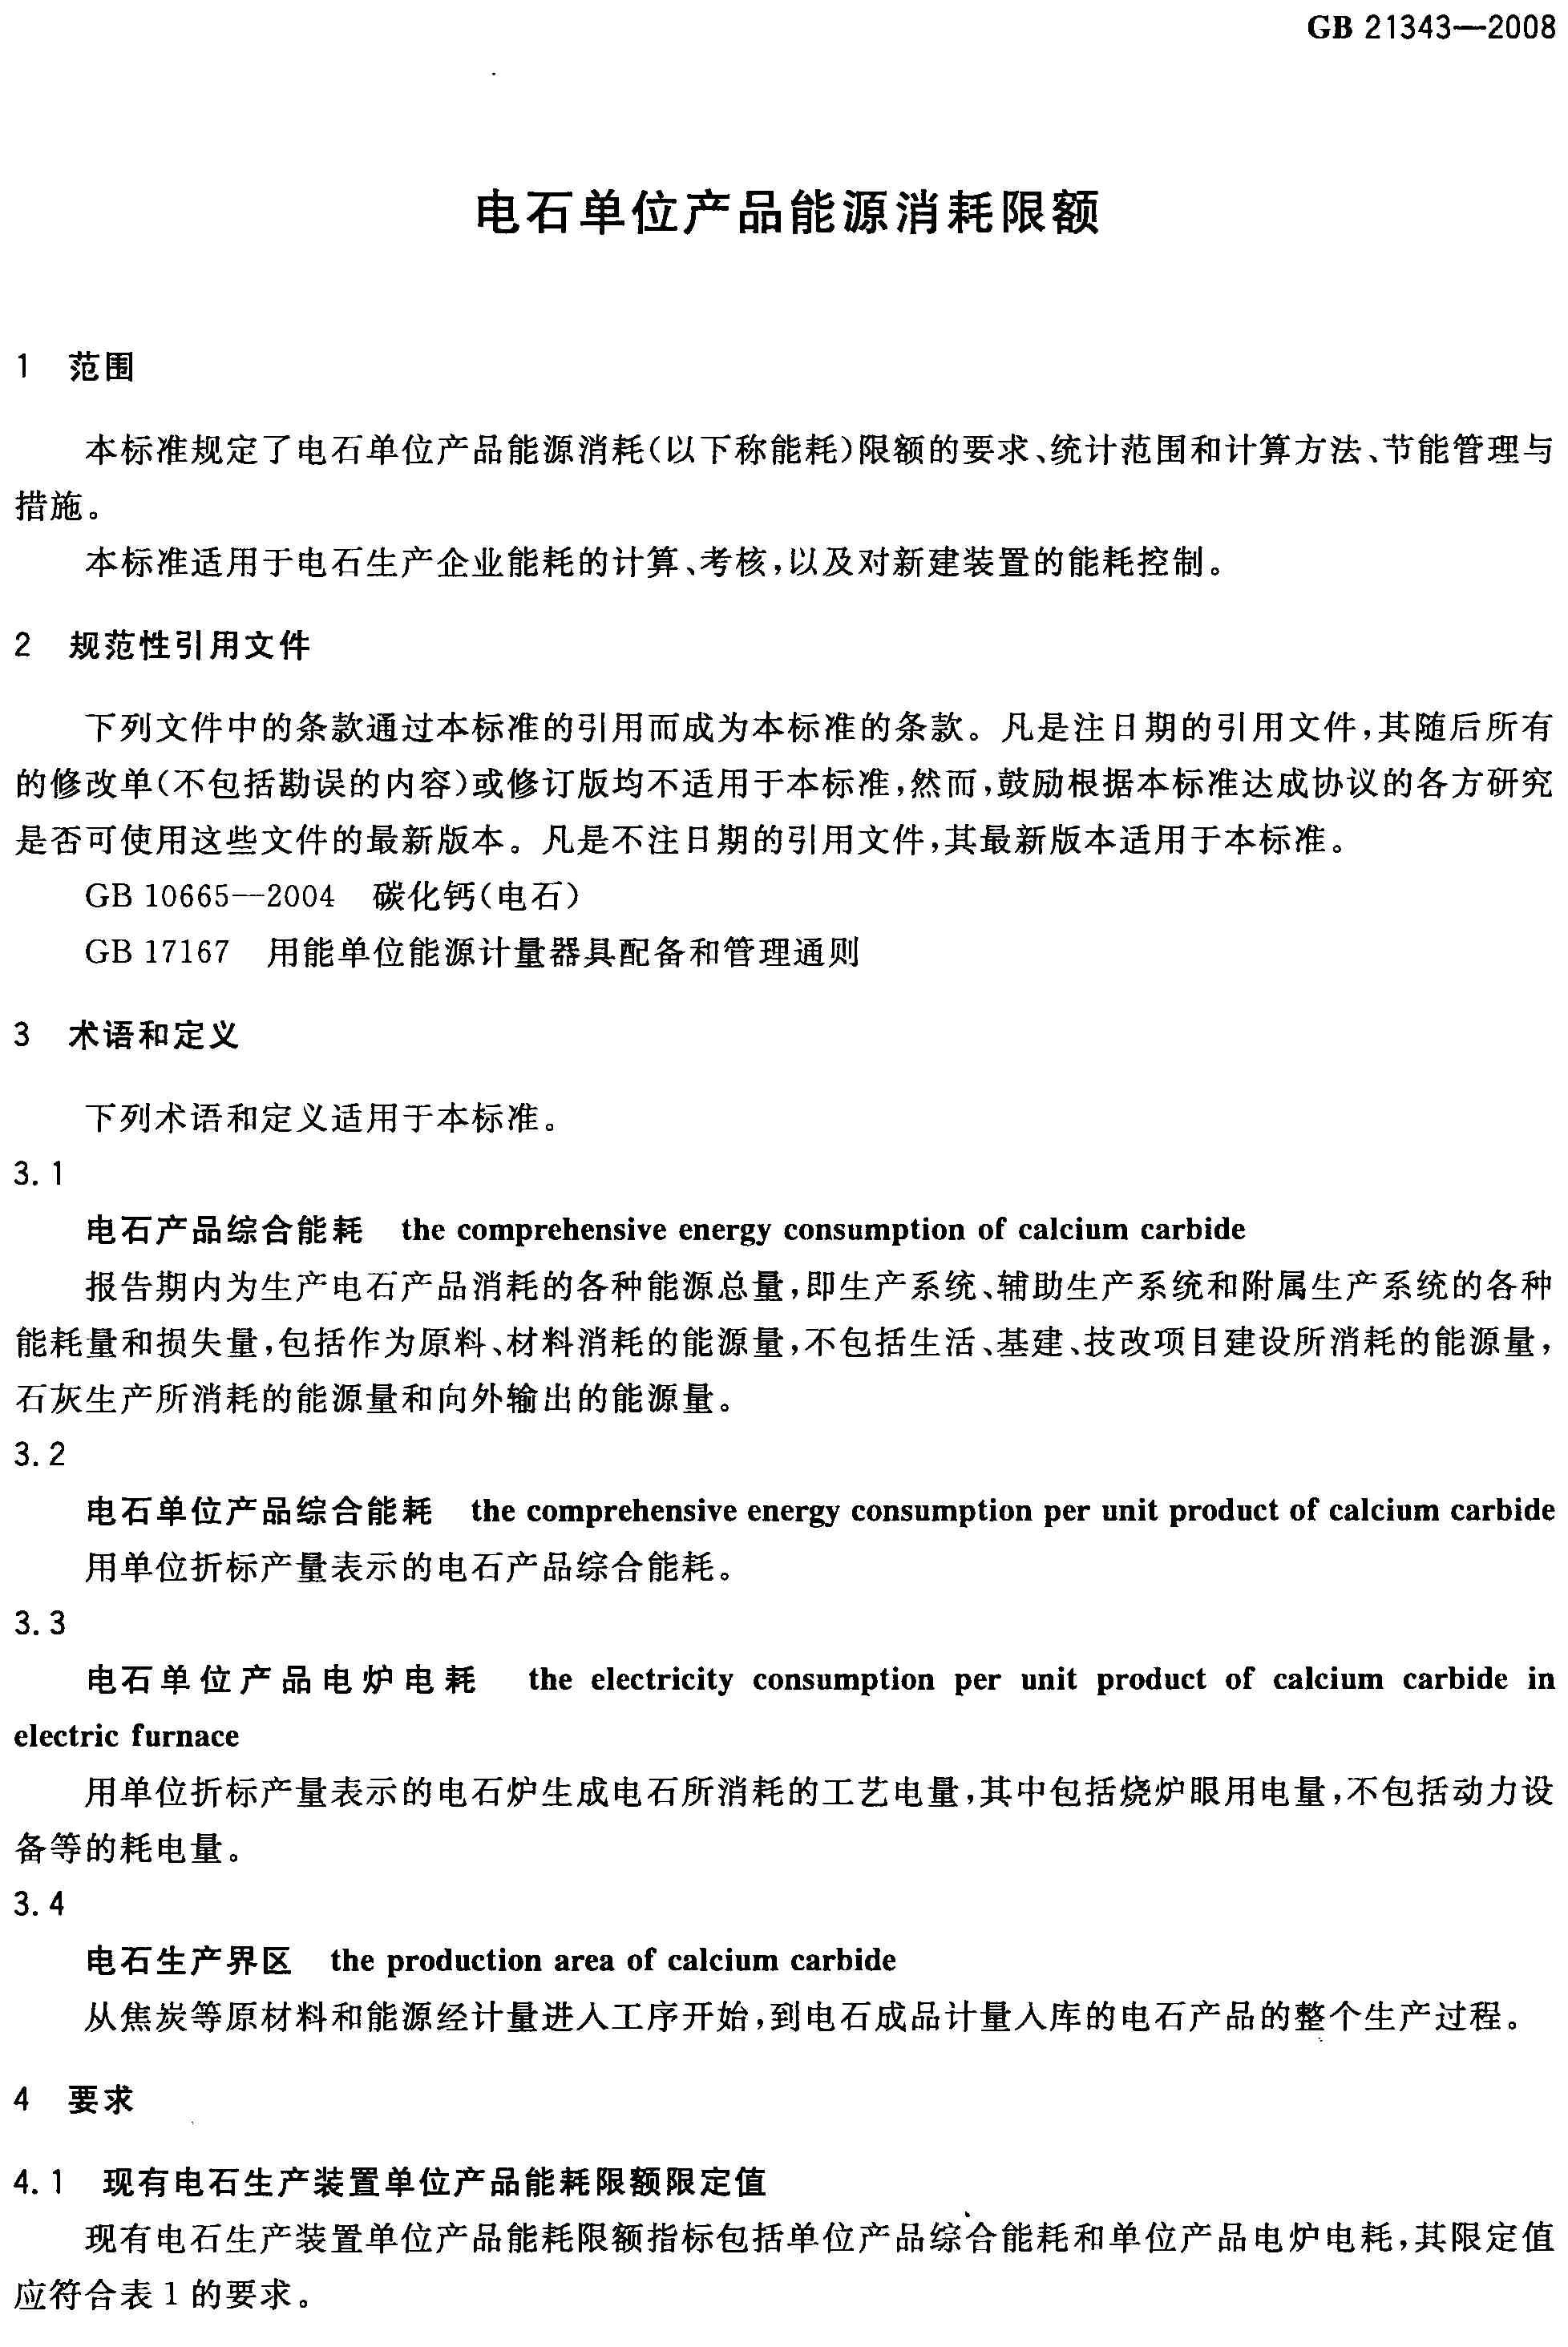 GB 21343—2008
电石单位产品能源消耗限额
1 范围
本标准规定了电石单位产品能源消耗(以下称能耗)限额的要求、统计范围和计算方法、节能管理与
措施。
本标准适用于电石生产企业能耗的计算、考核,以及对新建装置的能耗控制。
2 规范性引用文件
下列文件中的条款通过本标准的引用而成为本标准的条款。凡是注日期的引用文件,其随后所有
的修改单(不包括勘误的内容)或修订版均不适用于本标准,然而,鼓励根据本标准达成协议的各方研究
是否可使用这些文件的最新版本。凡是不注日期的引用文件,其最新版本适用于本标准。
GB 10665—2004 碳化钙(电石)
GB 17167 用能单位能源计量器具配备和管理通则
3 术语和定义
下列术语和定义适用于本标准。
3.1
电石产品综合能耗 the comprehensive energy consumption of calcium carbide
报告期内为生产电石产品消耗的各种能源总量,即生产系统、辅助生产系统和附属生产系统的各种
能耗量和损失量,包括作为原料、材料消耗的能源量,不包括生活、基建、技改项目建设所消耗的能源量,
石灰生产所消耗的能源量和向外输出的能源量。
3.2
电石单位产品综合能耗 the comprehensive energy consumption per unit product of calcium carbide
用单位折标产量表示的电石产品综合能耗。
3.3
电石单位产品电炉电耗 the electricity consumption per unit product of calcium carbide in
electric furnace
用单位折标产量表示的电石炉生成电石所消耗的工艺电量,其中包括烧炉眼用电量,不包括动力设
备等的耗电量。
3.4
电石生产界区 the production area of calcium carbide
从焦炭等原材料和能源经计量进入工序开始,到电石成品计量入库的电石产品的整个生产过程。
4 要求
4.1 现有电石生产装置单位产品能耗限额限定值
现有电石生产装置单位产品能耗限额指标包括单位产品综合能耗和单位产品电炉电耗,其限定值
应符合表 1 的要求。